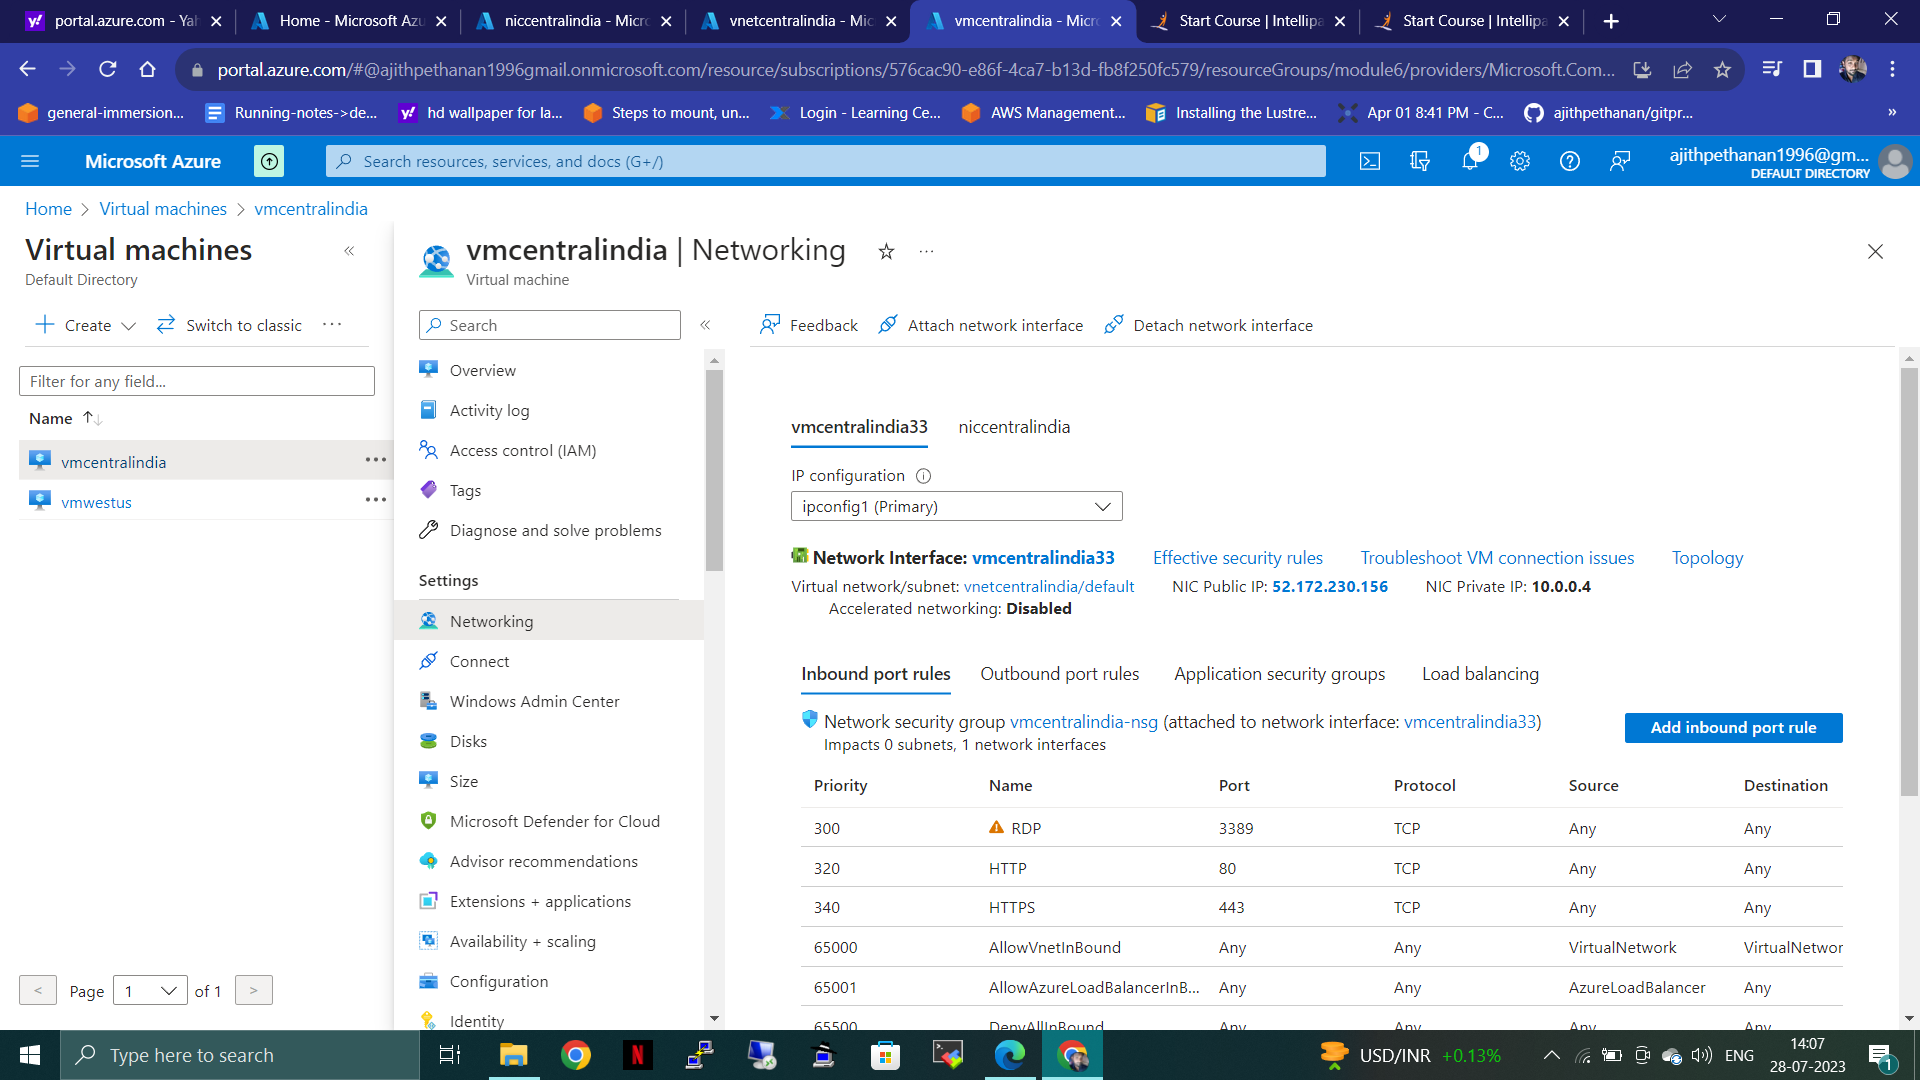 portal.azure.com - Yah
Home - Microsoft Azu
niccentralindia - Micro
vnetcentralindia - Mic
vmcentralindia - Micro
Start Course | Intellipa
Start Course | Intellipa
portal.azure.com/#@ajithpethanan1996gmail.onmicrosoft.com/resource/subscriptions/576cac90-e86f-4ca7-b13d-fb8f250fc579/resourceGroups/module6/providers/Microsoft.Com...
general-immersion...
Running-notes->de...
hd wallpaper for la...
Steps to mount, un...
Login - Learning Ce...
AWS Management...
Installing the Lustre...
Apr 01 8:41 PM - C...
ajithpethanan/gitpr...
»
Microsoft Azure
Search resources, services, and docs (G+/)
1
ajithpethanan1996@gm...
DEFAULT DIRECTORY
Home > Virtual machines > vmcentralindia
Virtual machines
Default Directory
Create
Switch to classic
Filter for any field...
Name
vmcentralindia
vmwestus
< Page 1 of 1 >
vmcentralindia | Networking
Virtual machine
Search
Overview
Activity log
Access control (IAM)
Tags
Diagnose and solve problems
Settings
Networking
Connect
Windows Admin Center
Disks
Size
Microsoft Defender for Cloud
Advisor recommendations
Extensions + applications
Availability + scaling
Configuration
Identity
Feedback
Attach network interface
Detach network interface
vmcentralindia33
niccentralindia
IP configuration
ipconfig1 (Primary)
Network Interface: vmcentralindia33
Effective security rules
Troubleshoot VM connection issues
Topology
Virtual network/subnet: vnetcentralindia/default
NIC Public IP: 52.172.230.156
NIC Private IP: 10.0.0.4
Accelerated networking: Disabled
Inbound port rules
Outbound port rules
Application security groups
Load balancing
Network security group vmcentralindia-nsg (attached to network interface: vmcentralindia33)
Impacts 0 subnets, 1 network interfaces
Add inbound port rule
Priority Name Port Protocol Source Destination
300 RDP 3389 TCP Any Any
320 HTTP 80 TCP Any Any
340 HTTPS 443 TCP Any Any
65000 AllowVnetInBound Any Any VirtualNetwork VirtualNetwor
65001 AllowAzureLoadBalancerInB... Any Any AzureLoadBalancer Any
65500 DenyAllInBound Any Any Any Any
Type here to search
USD/INR +0.13%
ENG
14:07
28-07-2023
1